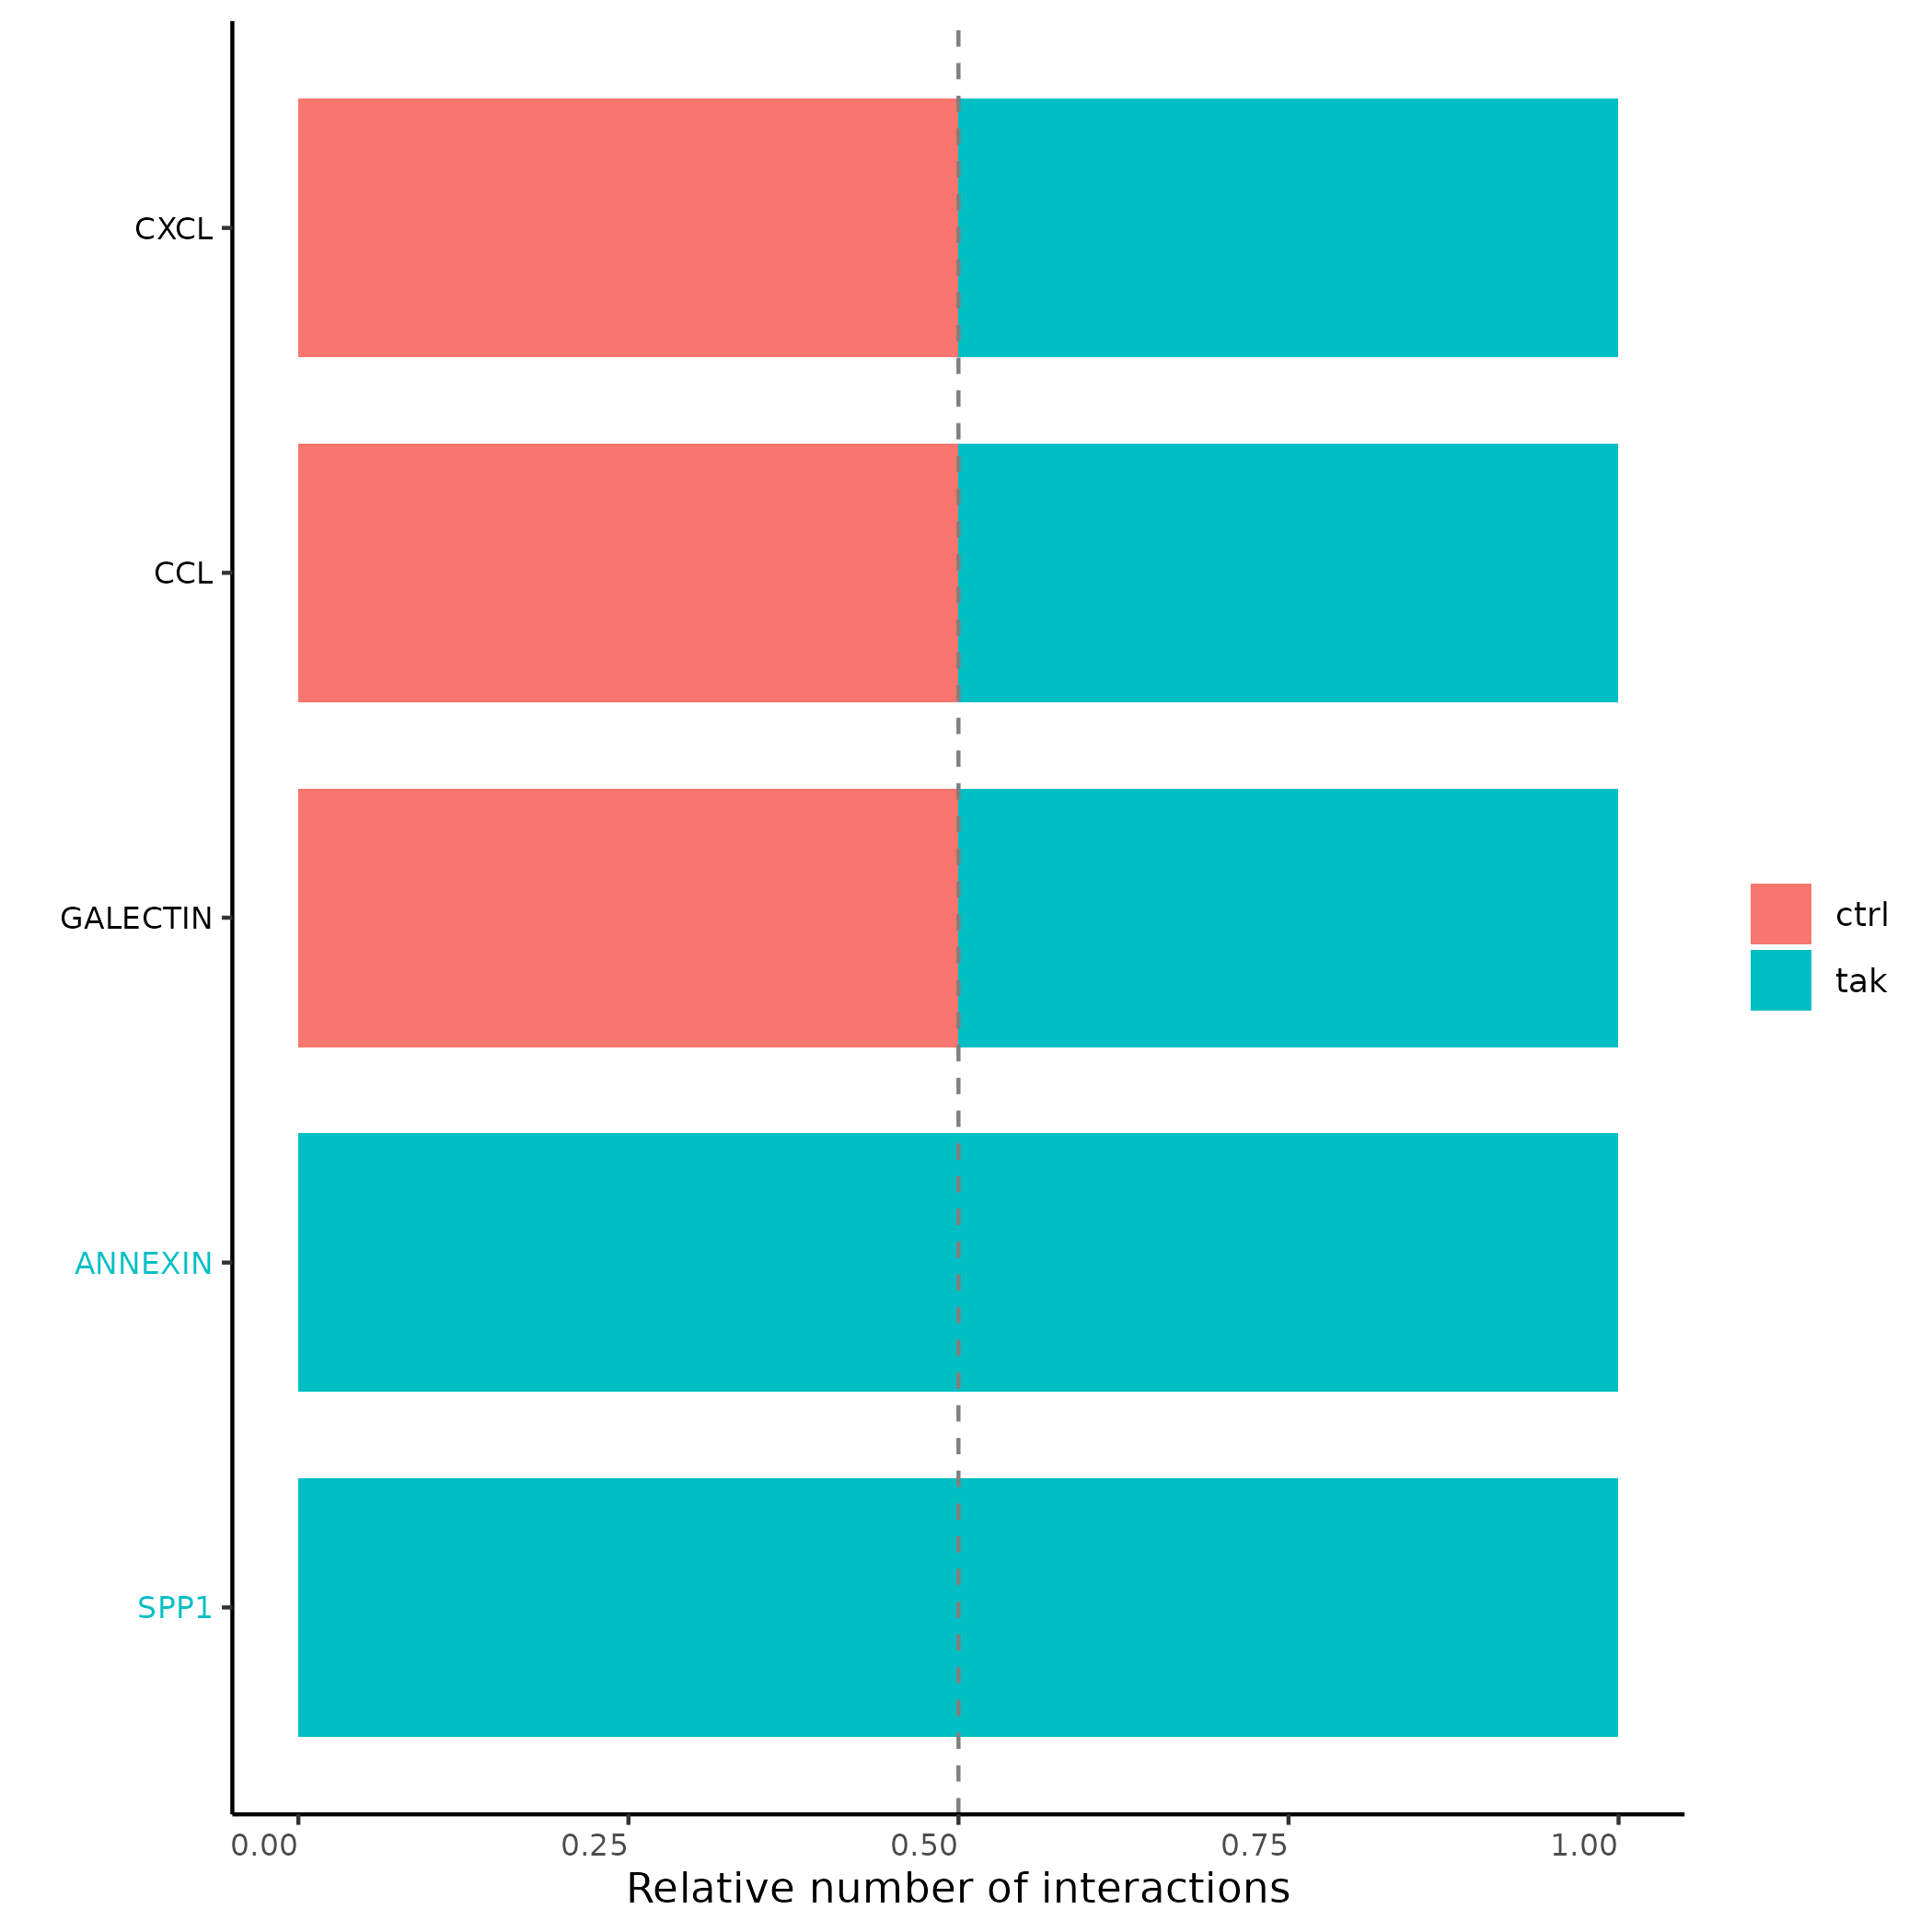 CXCL
CCL
GALECTIN
ANNEXIN
SPP1
0.00 0.25 0.50 0.75 1.00
Relative number of interactions
ctrl
tak